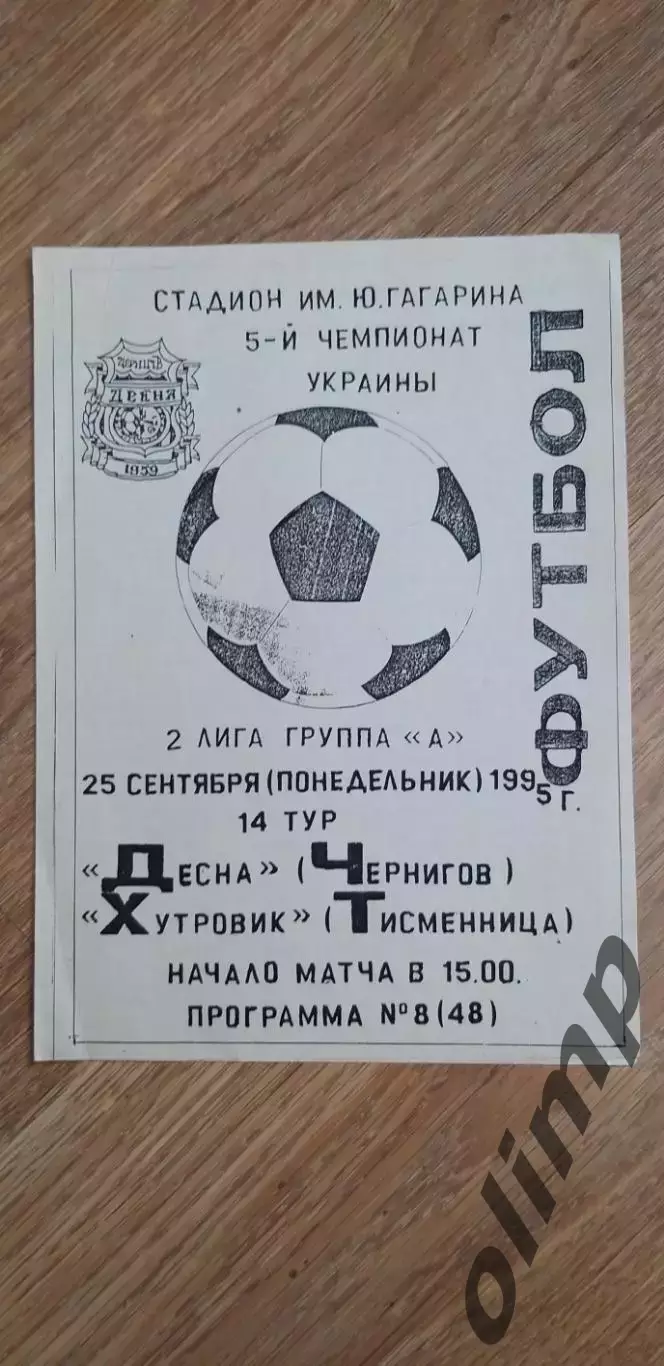 СТАДИОН ИМ. Ю.ГАГАРИНА
5-Й ЧЕМПИОНАТ
УКРАИНЫ
ФУТБОЛ
ЧЕРНІГІВ
ДЕСНА
1959
2 ЛИГА ГРУППА «А»
25 СЕНТЯБРЯ (ПОНЕДЕЛЬНИК) 1995 Г.
14 ТУР
«ДЕСНА» (ЧЕРНИГОВ)
«ХУТРОВИК» (ТИСМЕННИЦА)
НАЧАЛО МАТЧА В 15.00.
ПРОГРАММА №8(48)
olimp